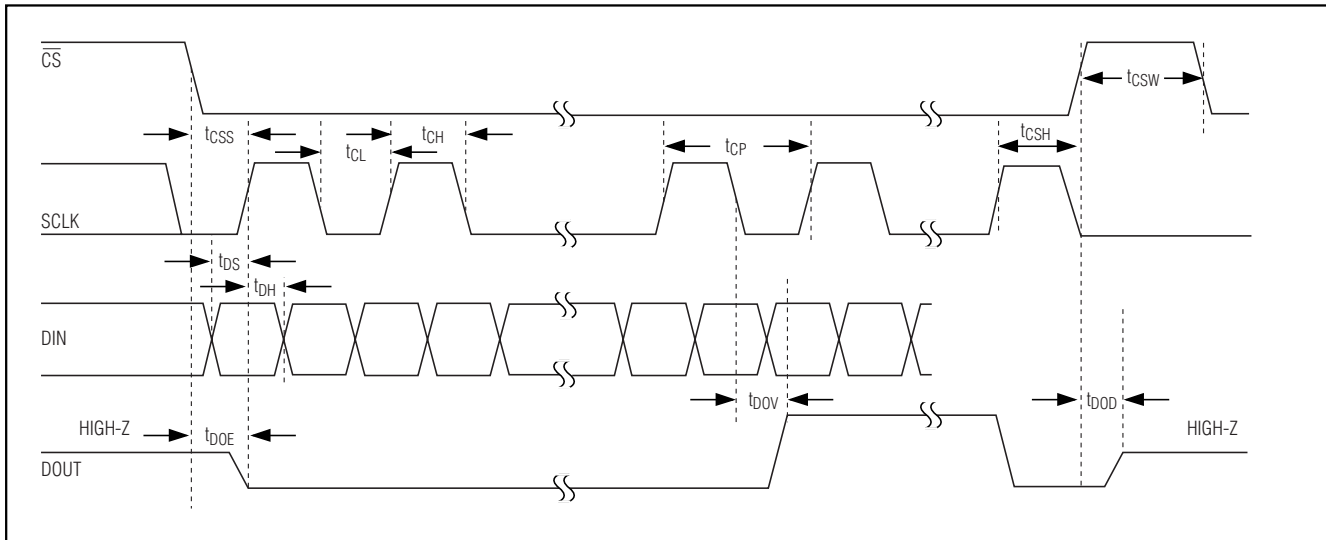 CS
tCSW
tCSS
tCL
tCH
tCP
tCSH
SCLK
tDS
tDH
DIN
tDOV
tDOD
HIGH-Z
tDOE
HIGH-Z
DOUT